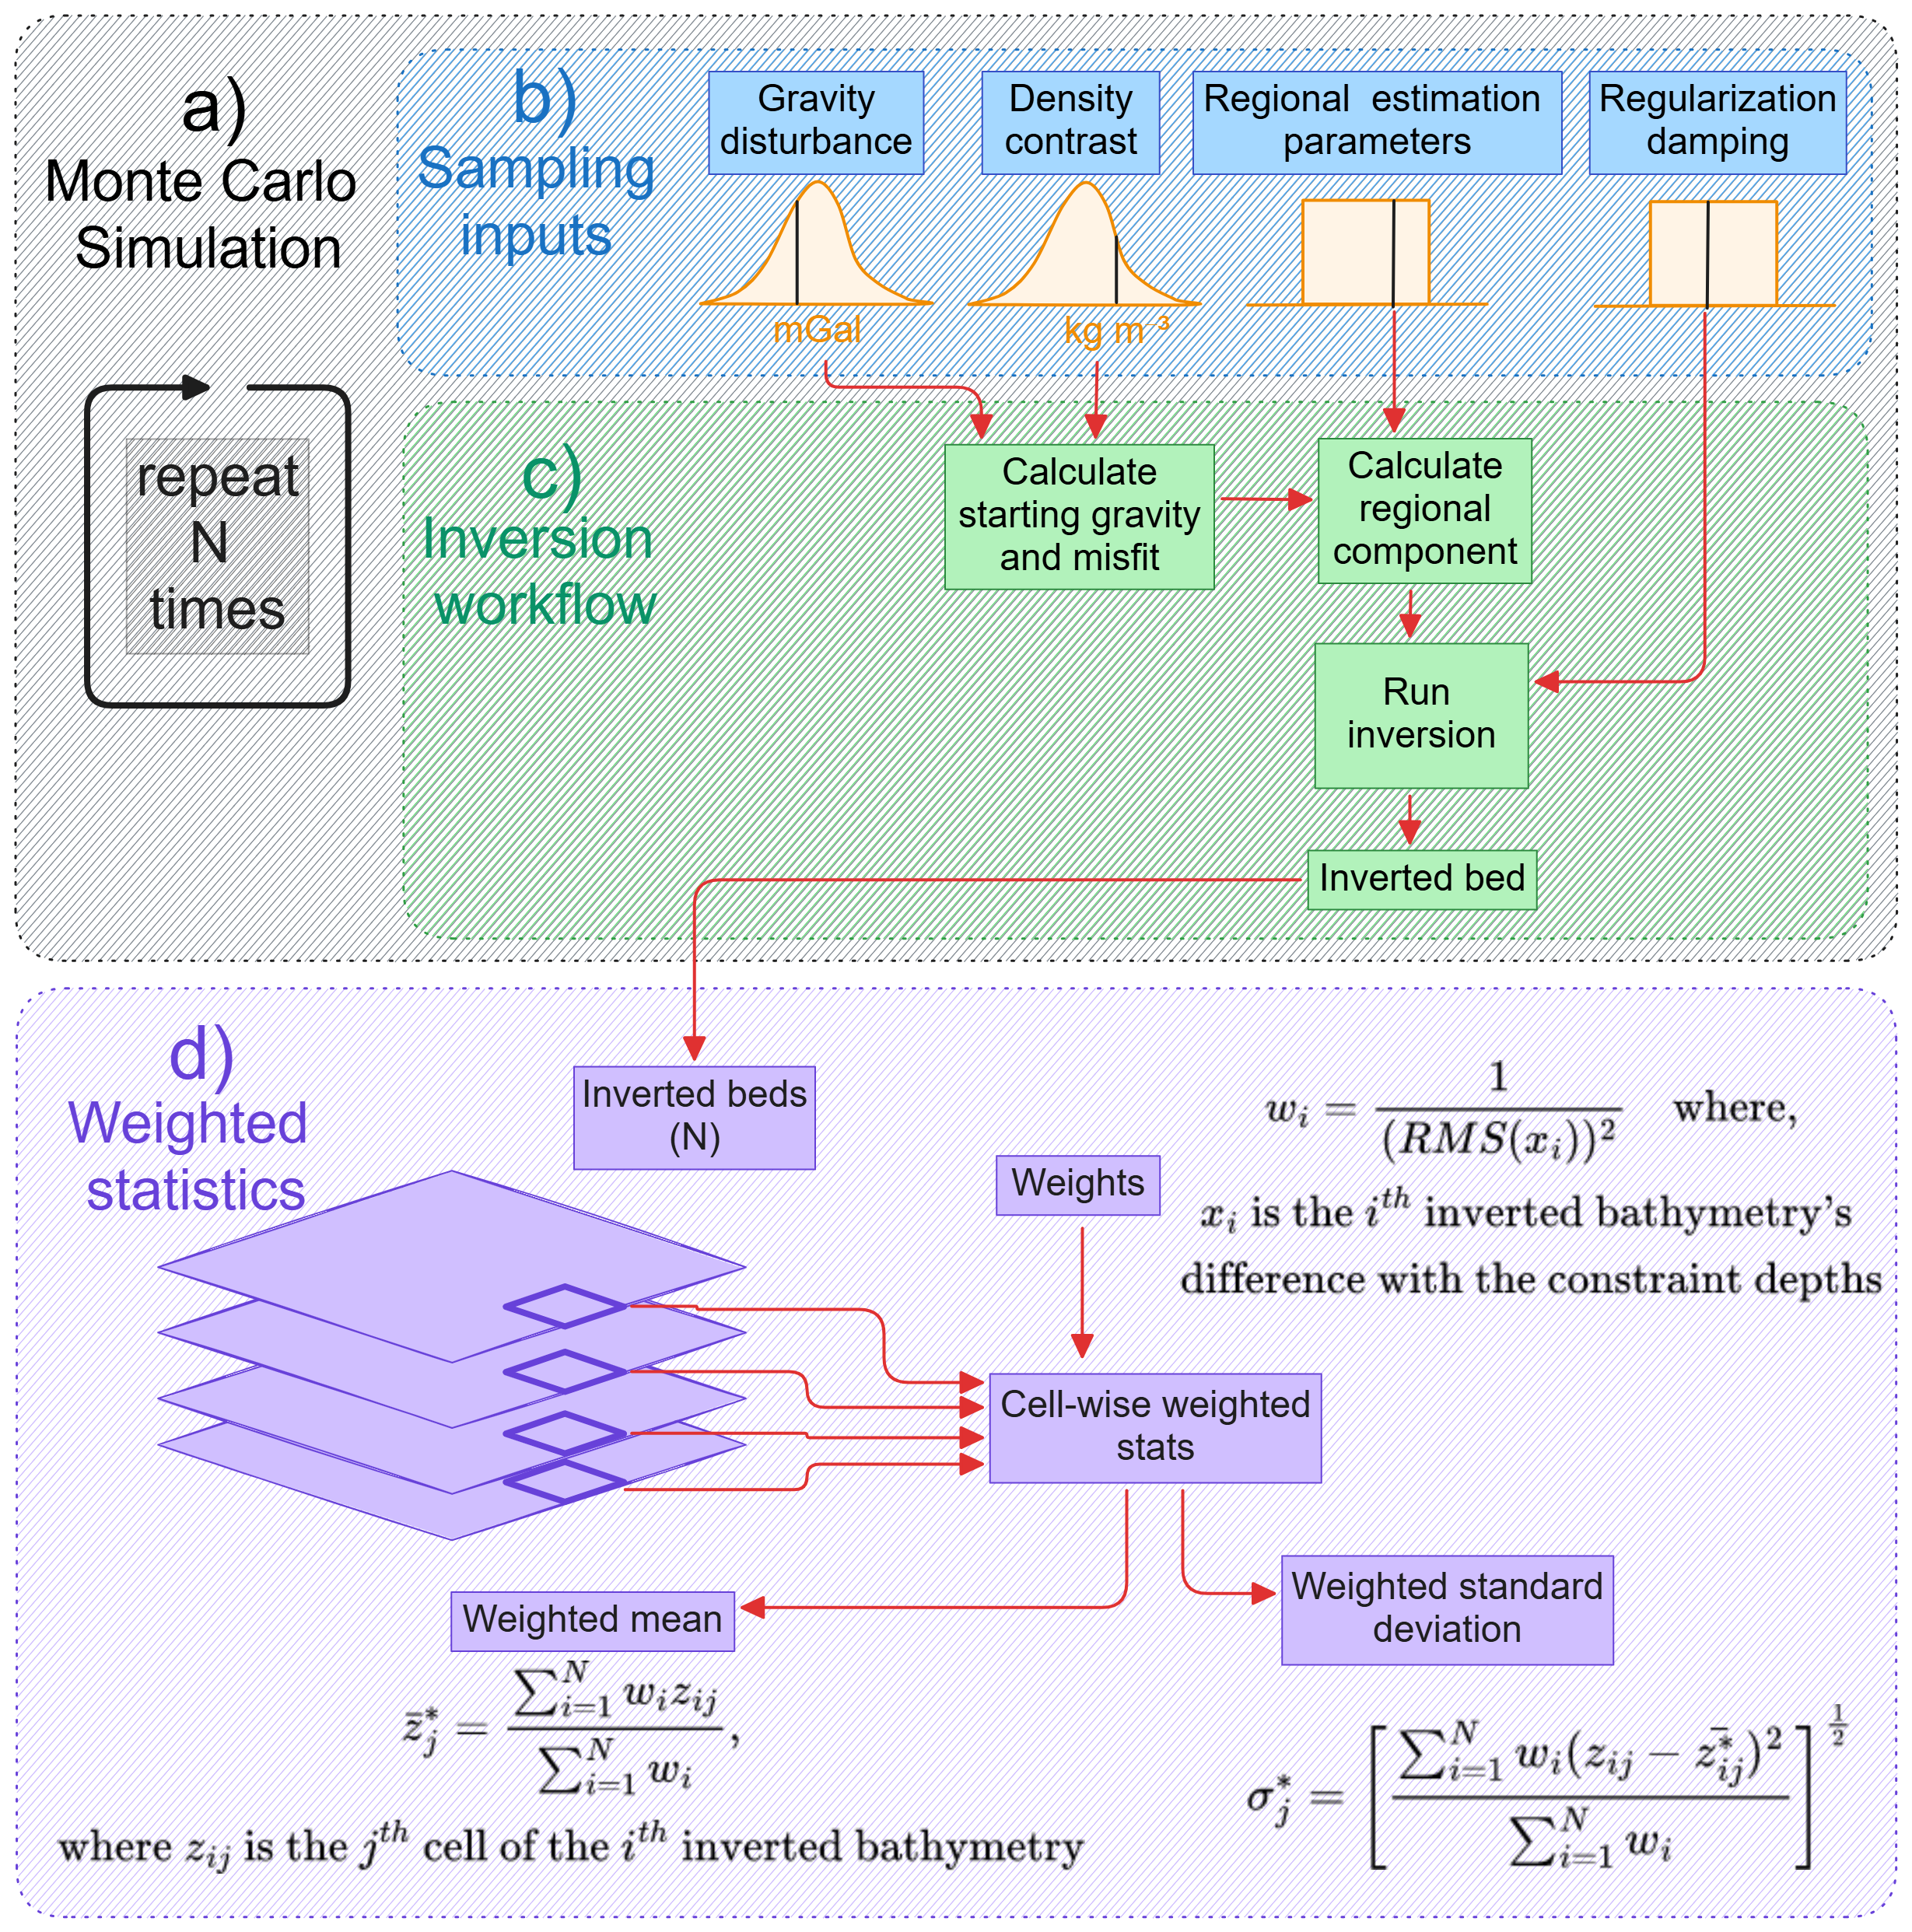 a)
Monte Carlo
Simulation
repeat
N
times
b)
Sampling
inputs
Gravity
disturbance
mGal
Density
contrast
kg m⁻³
Regional estimation
parameters
Regularization
damping
c)
Inversion
workflow
Calculate
starting gravity
and misfit
Calculate
regional
component
Run
inversion
Inverted bed
d)
Weighted
statistics
Inverted beds
(N)
Weights
w_i = \frac{1}{(RMS(x_i))^2} where,
x_i is the i^{th} inverted bathymetry's
difference with the constraint depths
Cell-wise weighted
stats
Weighted mean
\bar{z}_j^* = \frac{\sum_{i=1}^{N} w_i z_{ij}}{\sum_{i=1}^{N} w_i},
where z_{ij} is the j^{th} cell of the i^{th} inverted bathymetry
Weighted standard
deviation
\sigma_j^* = \left[ \frac{\sum_{i=1}^{N} w_i (z_{ij} - \bar{z_{ij}^*})^2}{\sum_{i=1}^{N} w_i} \right]^{\frac{1}{2}}